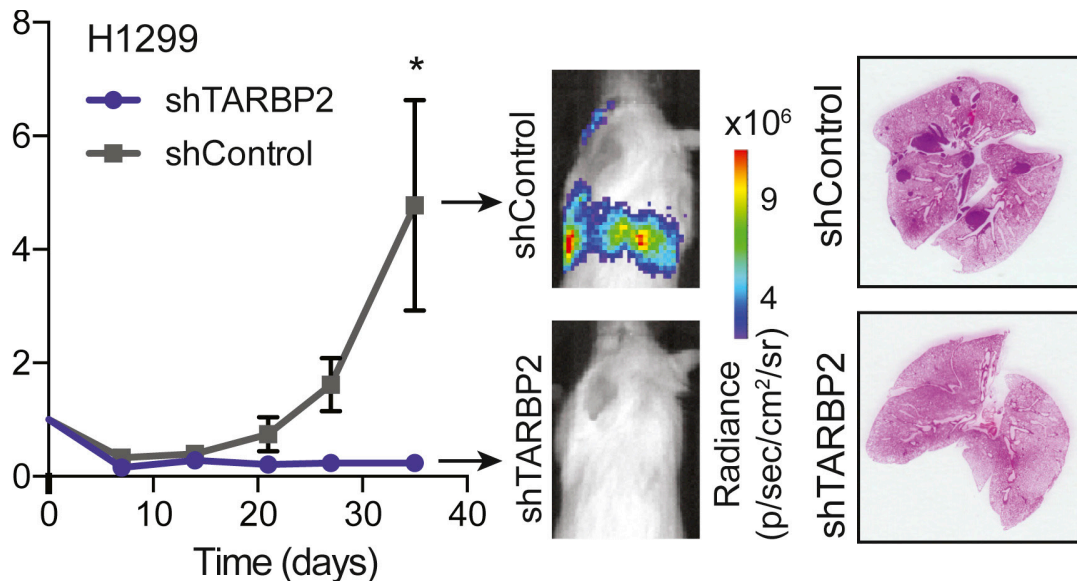 8
6
4
2
0
H1299
shTARBP2
shControl
*
0
10
20
30
40
Time (days)
shControl
shTARBP2
x10⁶
9
4
Radiance
(p/sec/cm²/sr)
shControl
shTARBP2